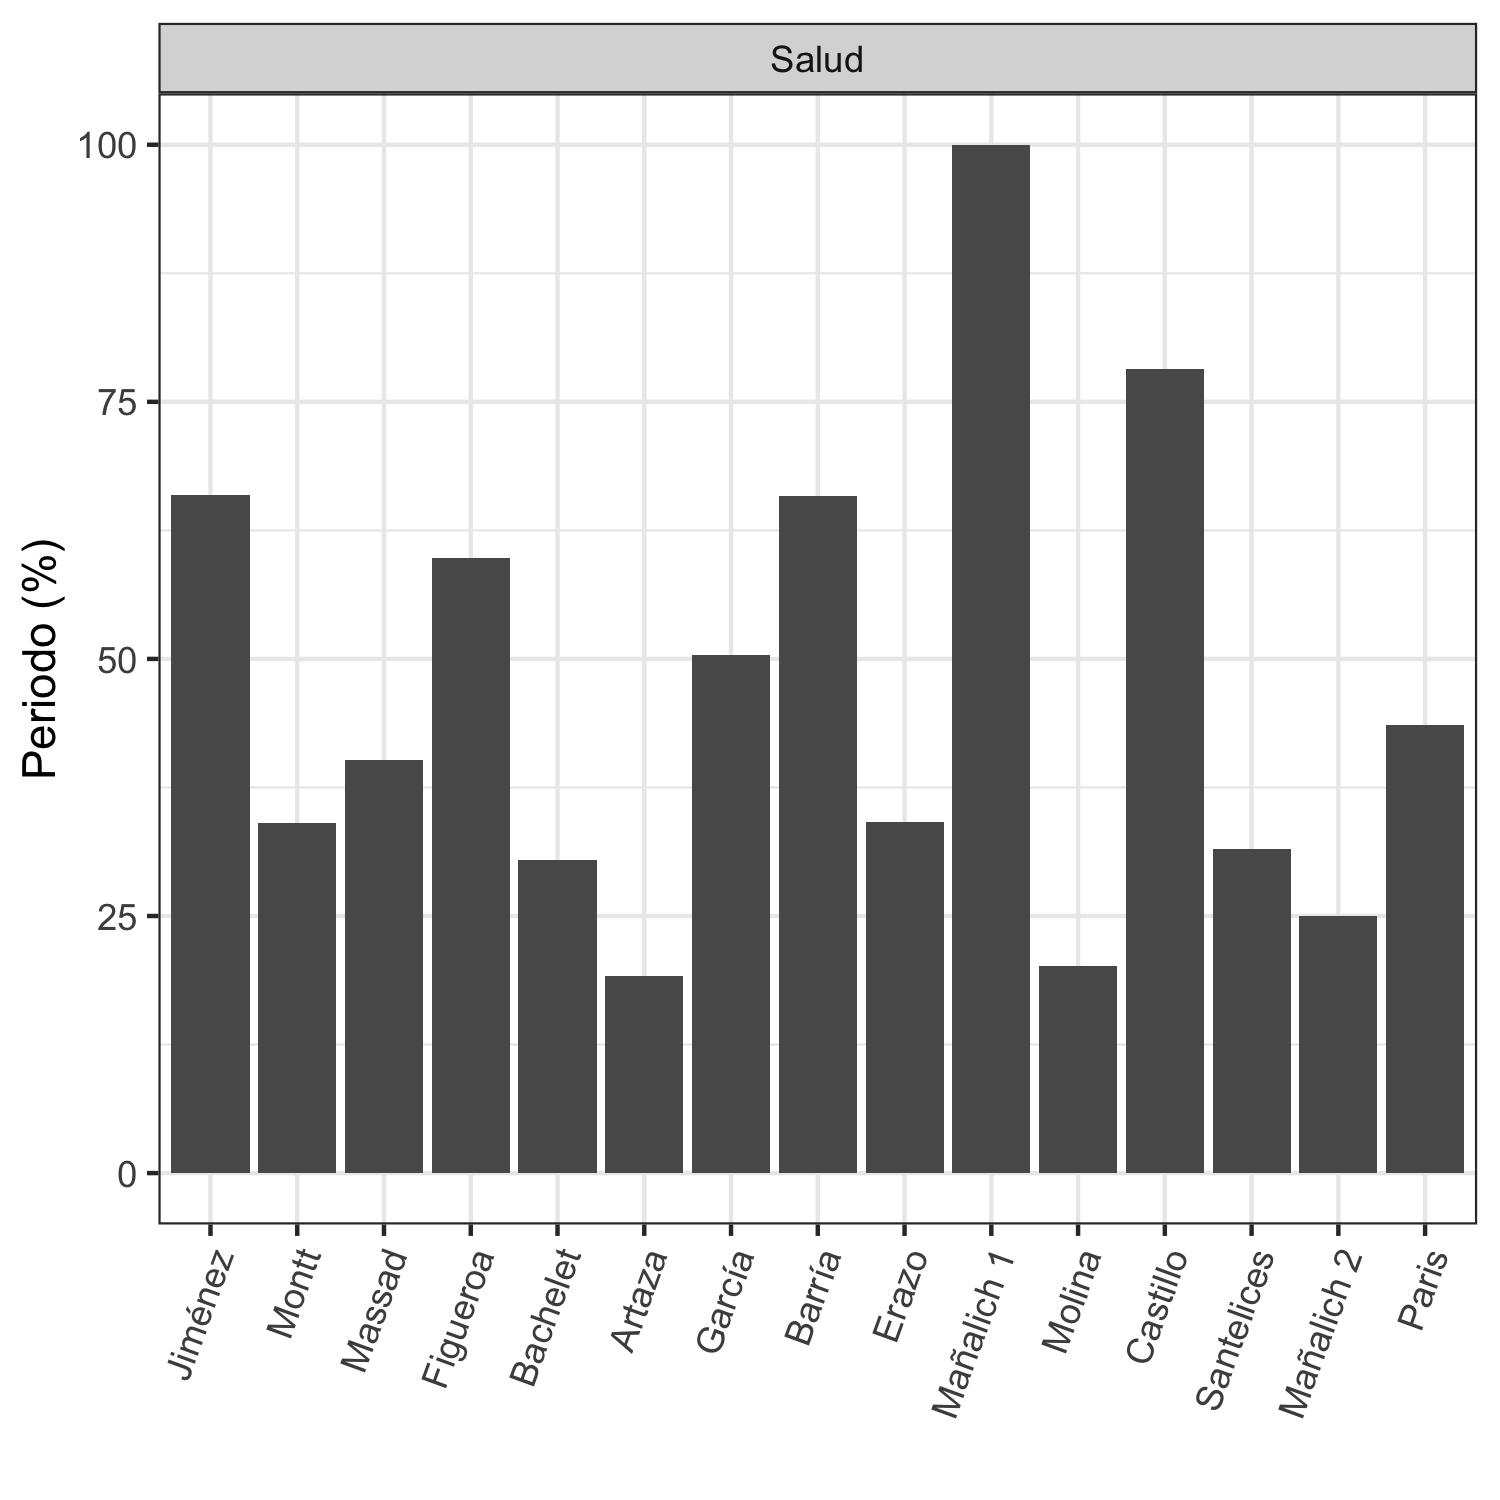 Salud
Periodo (%)
100
75
50
25
0
Jiménez
Montt
Massad
Figueroa
Bachelet
Artaza
García
Barría
Erazo
Mañalich 1
Molina
Castillo
Santelices
Mañalich 2
Paris